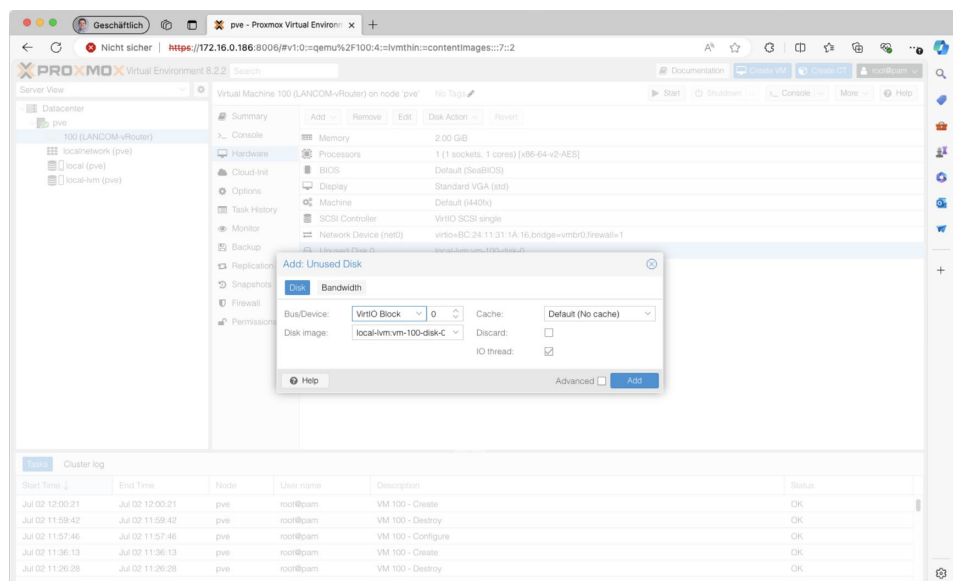 Geschäftlich
pve - Proxmox Virtual Environn
Nicht sicher | https://172.16.0.186:8006/#v1:0:=qemu%2F100:4:=lvmthin:=contentImages:::7::2
PROXMOX Virtual Environment 8.2.2 Search
Documentation Create VM Create CT root@pam
Server View
Virtual Machine 100 (LANCOM-vRouter) on node 'pve' No Tags
Start Shutdown Console More Help
Datacenter
pve
100 (LANCOM-vRouter)
localnetwork (pve)
local (pve)
local-lvm (pve)
Summary
Console
Hardware
Cloud-Init
Options
Task History
Monitor
Backup
Replication
Snapshots
Firewall
Permissions
Add Remove Edit Disk Action Revert
Memory 2.00 GiB
Processors 1 (1 sockets, 1 cores) [x86-64-v2-AES]
BIOS Default (SeaBIOS)
Display Standard VGA (std)
Machine Default (i440fx)
SCSI Controller VirtIO SCSI single
Network Device (net0) virtio=BC:24:11:31:1A:16,bridge=vmbr0,firewall=1
Unused Disk 0 local-lvm:vm-100-disk-0
Add: Unused Disk
Disk Bandwidth
Bus/Device: VirtIO Block 0 Cache: Default (No cache)
Disk image: local-lvm:vm-100-disk-0 Discard:
IO thread:
Help Advanced Add
Tasks Cluster log
Start Time End Time Node User name Description Status
Jul 02 12:00:21 Jul 02 12:00:21 pve root@pam VM 100 - Create OK
Jul 02 11:59:42 Jul 02 11:59:42 pve root@pam VM 100 - Destroy OK
Jul 02 11:57:46 Jul 02 11:57:46 pve root@pam VM 100 - Configure OK
Jul 02 11:36:13 Jul 02 11:36:13 pve root@pam VM 100 - Create OK
Jul 02 11:26:28 Jul 02 11:26:28 pve root@pam VM 100 - Destroy OK